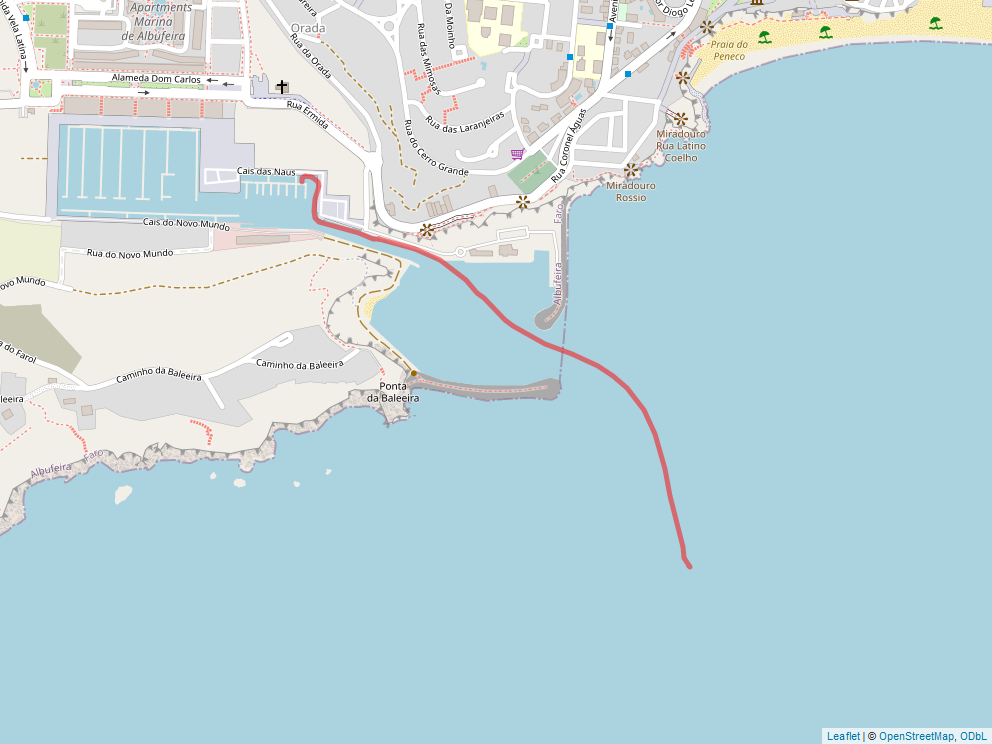 Apartments
Marina
de Albufeira
Orada
Rua da Orada
Rua das Mimosas
Da Moinho
Praia do
Peneco
Alameda Dom Carlos
Rua Ermida
Rua das Laranjeiras
Rua do Cerro Grande
Rua Coronel Águas
Miradouro
Rua Latino
Coelho
Miradouro
Rossio
Cais das Naus
Cais do Novo Mundo
Rua do Novo Mundo
Faro
Albufeira
Caminho da Baleeira
Caminho da Baleeira
Ponta
da Baleeira
Albufeira
Faro
Leaflet | © OpenStreetMap, ODbL